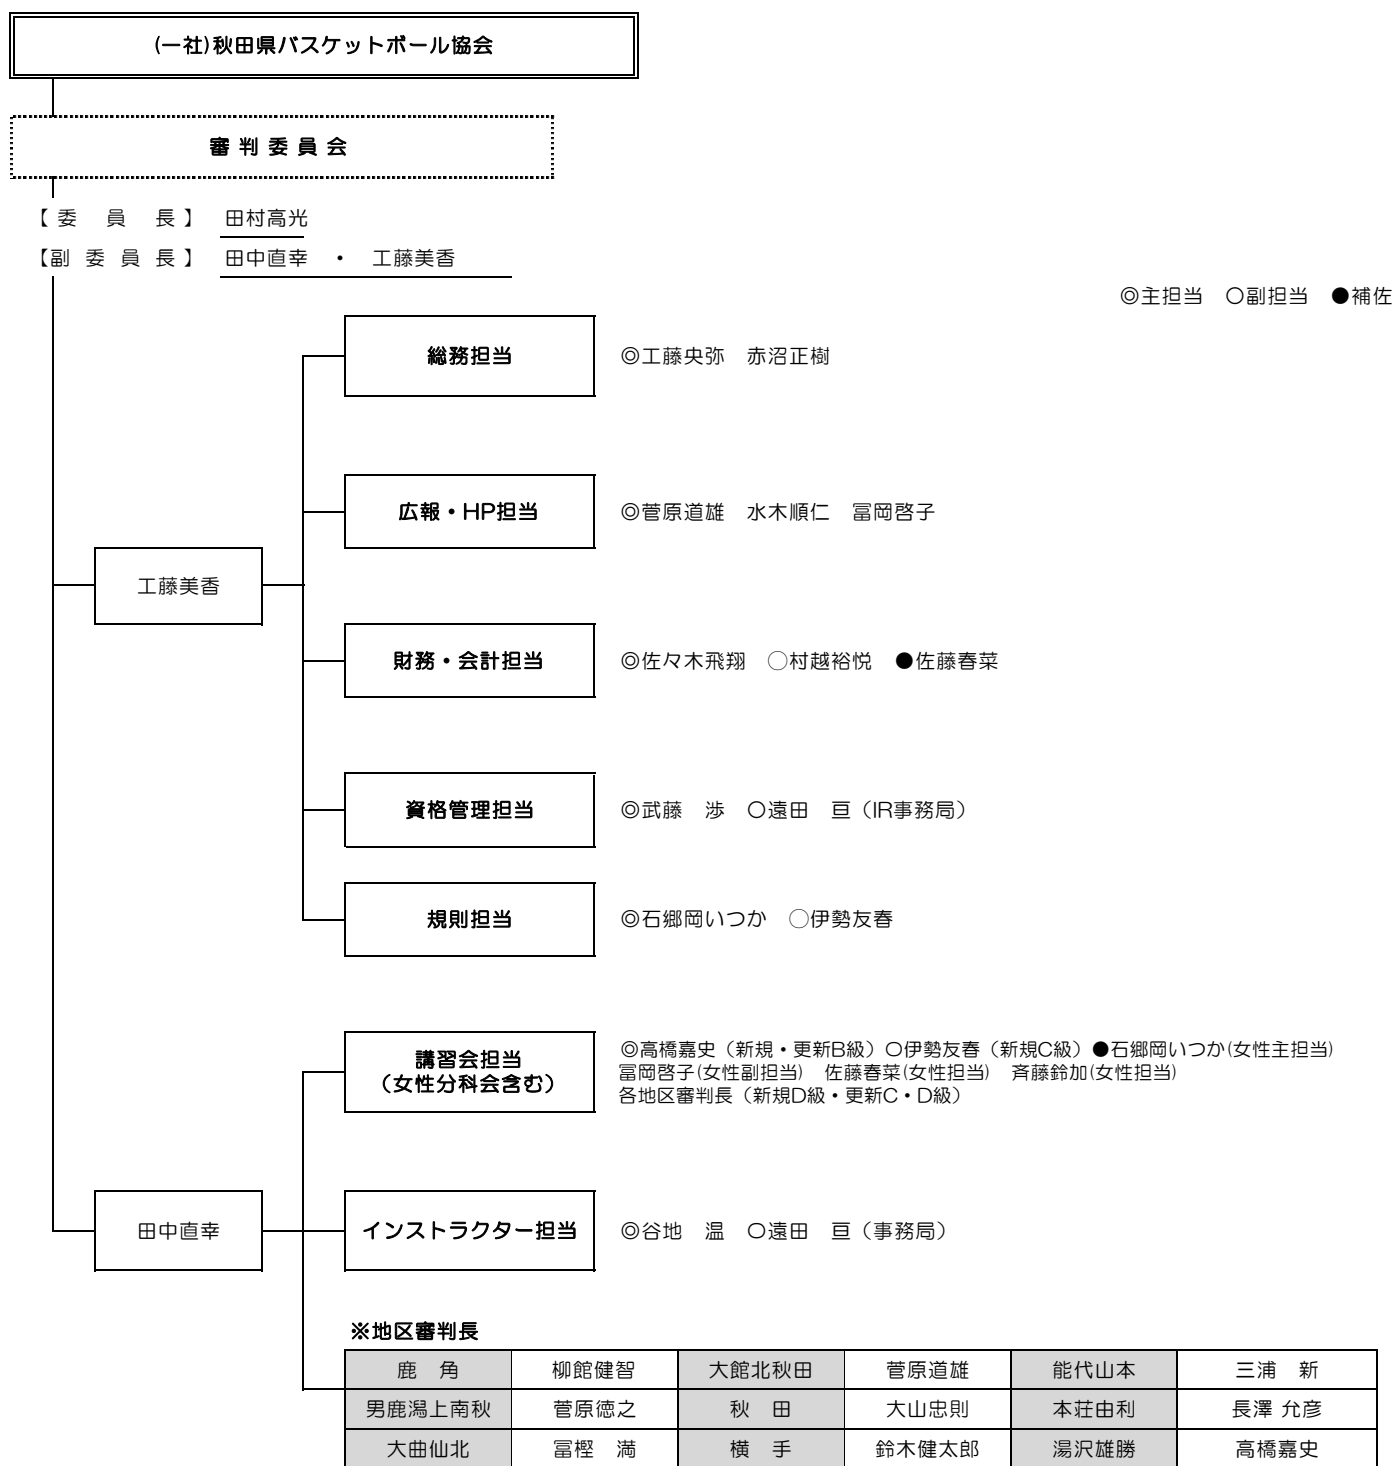 (一社)秋田県バスケットボール協会
審 判 委 員 会
【 委　員　長 】　田村高光
【副 委 員 長 】　田中直幸　・　工藤美香
◎主担当　○副担当　●補佐
総務担当　◎工藤央弥　赤沼正樹
広報・HP担当　◎菅原道雄　水木順仁　冨岡啓子
工藤美香
財務・会計担当　◎佐々木飛翔　◯村越裕悦　●佐藤春菜
資格管理担当　◎武藤　渉　○遠田　亘（IR事務局）
規則担当　◎石郷岡いつか　◯伊勢友春
講習会担当
（女性分科会含む）
◎高橋嘉史（新規・更新B級）○伊勢友春（新規C級）●石郷岡いつか(女性主担当)
冨岡啓子(女性副担当)　佐藤春菜(女性担当)　斉藤鈴加(女性担当)
各地区審判長（新規D級・更新C・D級）
田中直幸
インストラクター担当　◎谷地　温　○遠田　亘（事務局）
※地区審判長
鹿　角　柳館健智　大館北秋田　菅原道雄　能代山本　三浦　新
男鹿潟上南秋　菅原徳之　秋　田　大山忠則　本荘由利　長澤 允彦
大曲仙北　冨樫　満　横　手　鈴木健太郎　湯沢雄勝　高橋嘉史